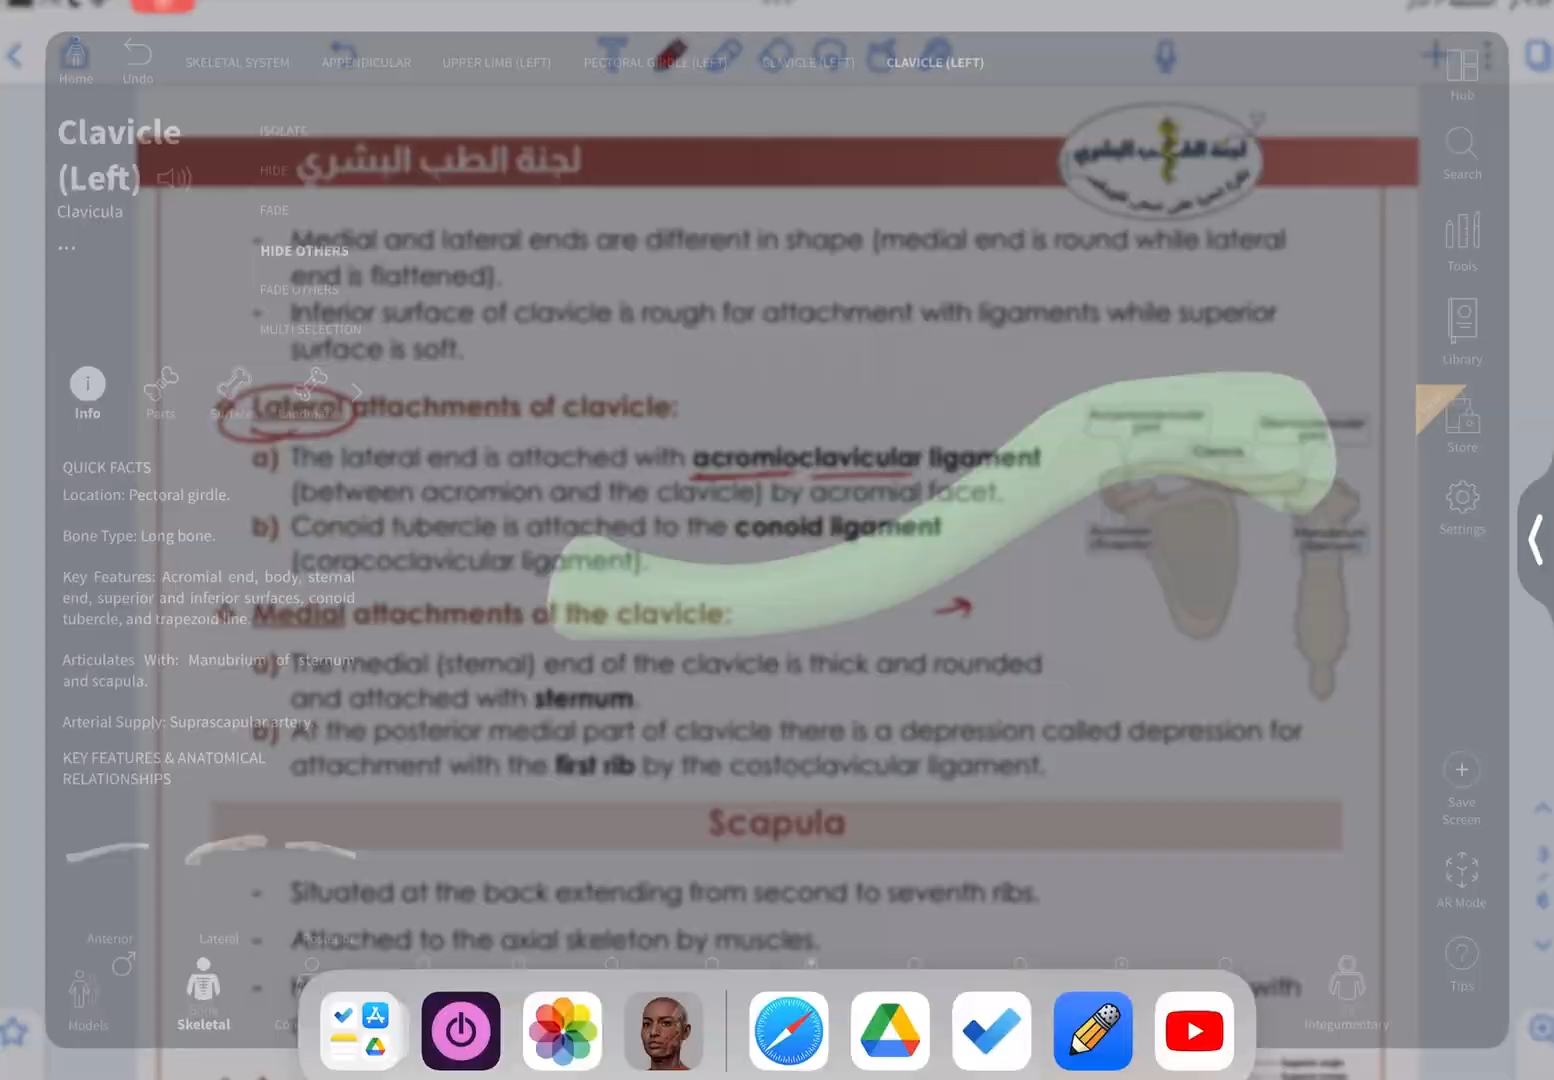 Home
Undo
SKELETAL SYSTEM
APPENDICULAR
UPPER LIMB (LEFT)
PECTORAL GIRDLE (LEFT)
CLAVICLE (LEFT)
CLAVICLE (LEFT)
Hub
Clavicle
(Left)
Clavicula
...
ISOLATE
HIDE
FADE
HIDE OTHERS
FADE OTHERS
MULTI SELECTION
Info
Parts
QUICK FACTS
Location: Pectoral girdle.
Bone Type: Long bone.
Key Features: Acromial end, body, sternal
end, superior and inferior surfaces, conoid
tubercle, and trapezoid line.
Articulates With: Manubrium of sternum
and scapula.
Arterial Supply: Suprascapular artery.
KEY FEATURES & ANATOMICAL
RELATIONSHIPS
Anterior
Lateral
Posterior
Models
Skeletal
لجنة الطب البشري
- Medial and lateral ends are different in shape (medial end is round while lateral
end is flattened).
- Inferior surface of clavicle is rough for attachment with ligaments while superior
surface is soft.
Lateral attachments of clavicle:
a) The lateral end is attached with acromioclavicular ligament
(between acromion and the clavicle) by acromial facet.
b) Conoid tubercle is attached to the conoid ligament
(coracoclavicular ligament).
Medial attachments of the clavicle:
a) The medial (sternal) end of the clavicle is thick and rounded
and attached with sternum.
b) At the posterior medial part of clavicle there is a depression called depression for
attachment with the first rib by the costoclavicular ligament.
Scapula
- Situated at the back extending from second to seventh ribs.
- Attached to the axial skeleton by muscles.
with
Search
Tools
Library
Store
Settings
Save
Screen
AR Mode
Tips
Integumentary